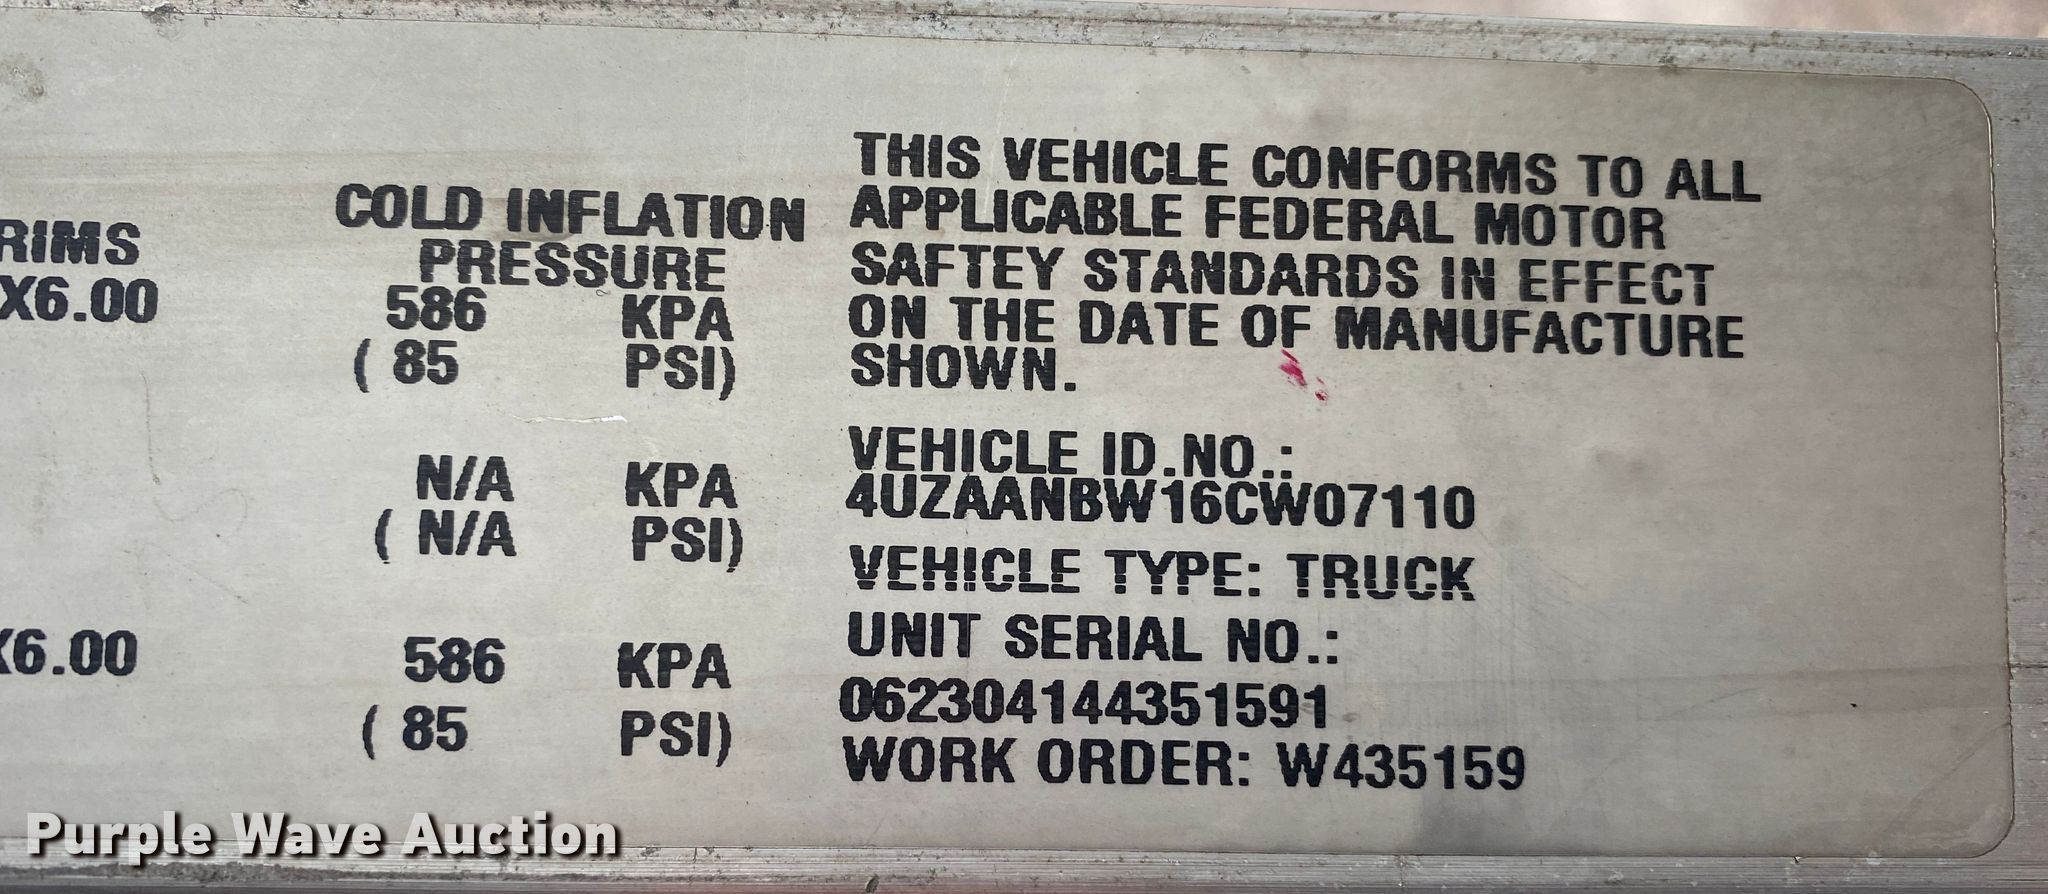 RIMS
X6.00
COLD INFLATION
PRESSURE
586 KPA
( 85 PSI)
N/A KPA
( N/A PSI)
X6.00
586 KPA
( 85 PSI)
THIS VEHICLE CONFORMS TO ALL
APPLICABLE FEDERAL MOTOR
SAFTEY STANDARDS IN EFFECT
ON THE DATE OF MANUFACTURE
SHOWN.
VEHICLE ID.NO.:
4UZAANBW16CW07110
VEHICLE TYPE: TRUCK
UNIT SERIAL NO.:
062304144351591
WORK ORDER: W435159
Purple Wave Auction